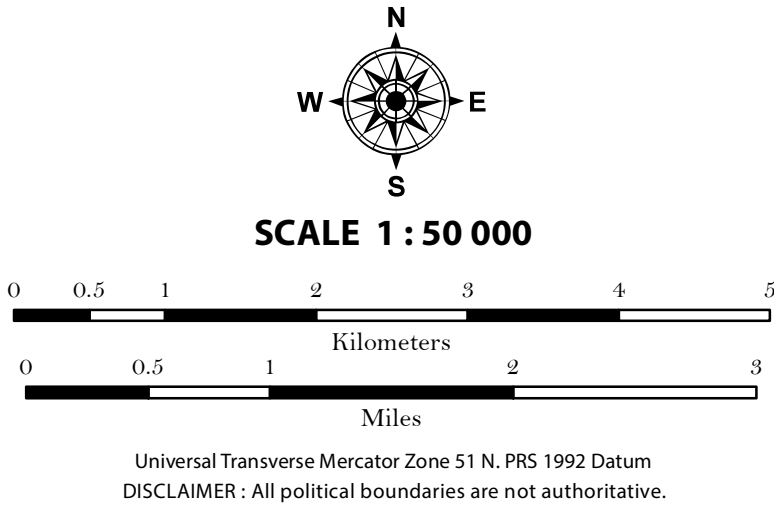 N
W E
S
SCALE 1 : 50 000
0 0.5 1 2 3 4 5
Kilometers
0 0.5 1 2 3
Miles
Universal Transverse Mercator Zone 51 N. PRS 1992 Datum
DISCLAIMER : All political boundaries are not authoritative.